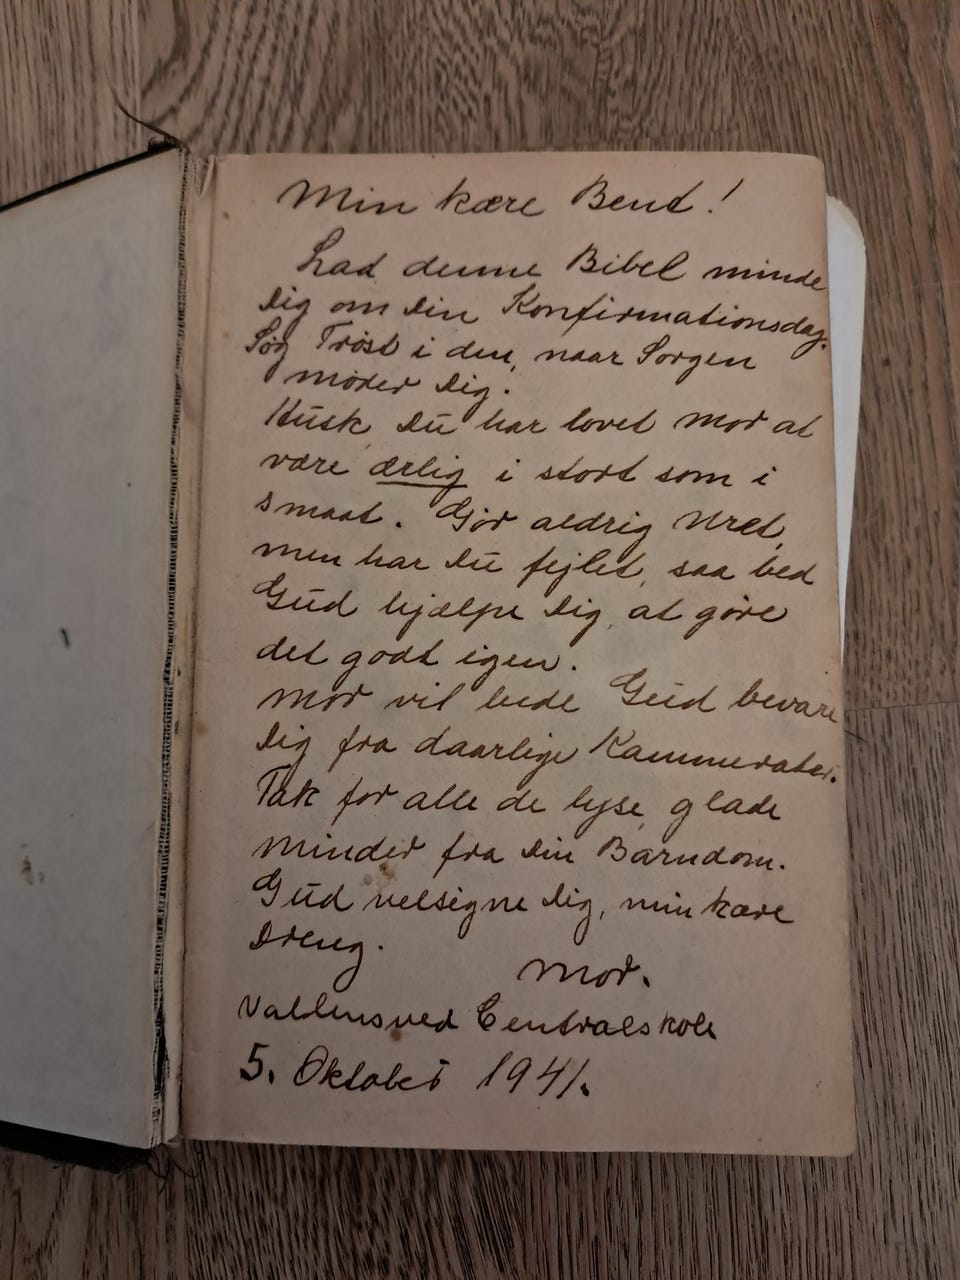 Min kære Bent!
Lad denne Bibel minde
Dig om Din Konfirmationsdag.
Søg Trøst i den, naar Sorgen
møder Dig.
Husk, Du har lovet Mor at
være ærlig i stort som i
smaat. Gør aldrig Uret,
men har Du fejlet, saa bed
Gud hjælpe Dig, at gøre
det godt igen.
Mor vil bede Gud bevare
Dig fra daarlige Kammerater.
Tak for alle de lyse, glade
Minder fra Din Barndom.
Gud velsigne Dig, min kære
Dreng.
Mor.
Vallensved Centralskole
5. Oktober 1941.